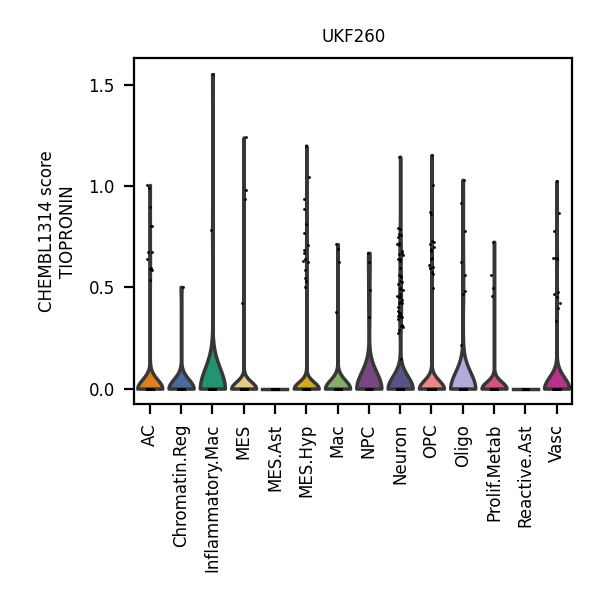 UKF260
CHEMBL1314 score
TIOPRONIN
1.5
1.0
0.5
0.0
AC
Chromatin.Reg
Inflammatory.Mac
MES
MES.Ast
MES.Hyp
Mac
NPC
Neuron
OPC
Oligo
Prolif.Metab
Reactive.Ast
Vasc